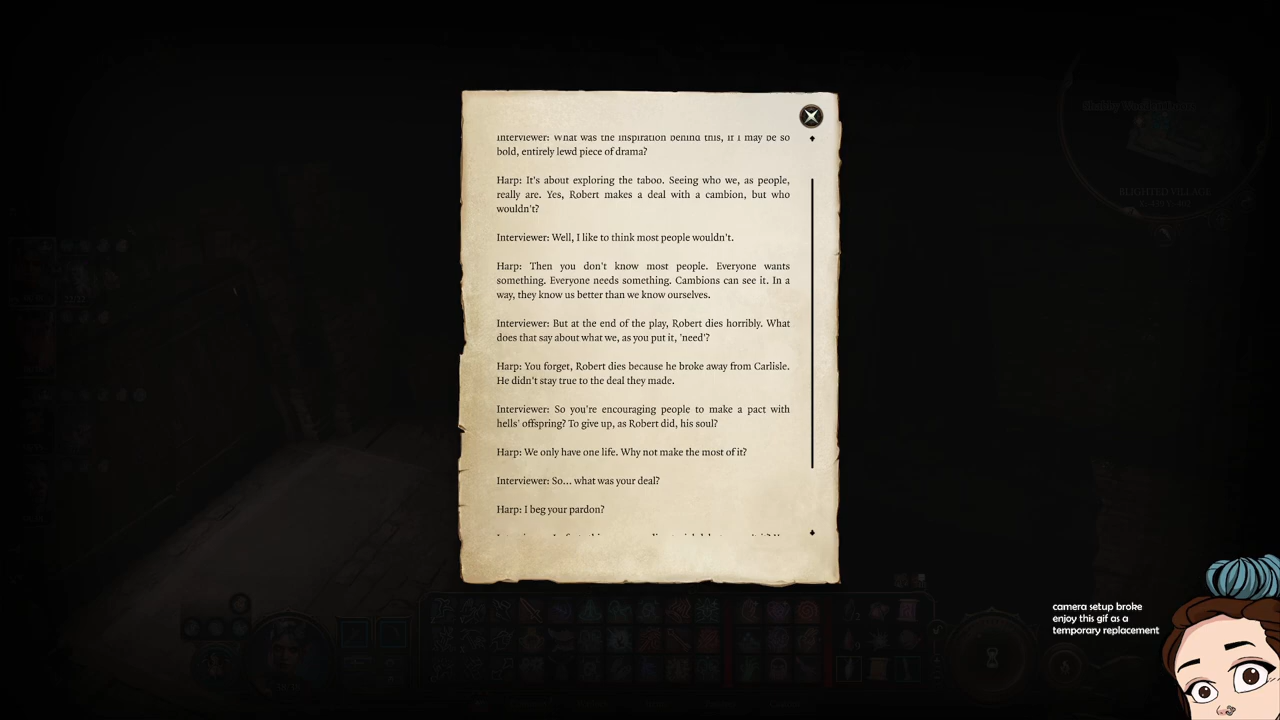 Interviewer: What was the inspiration behind this, if I may be so
bold, entirely lewd piece of drama?
Harp: It's about exploring the taboo. Seeing who we, as people,
really are. Yes, Robert makes a deal with a cambion, but who
wouldn't?
Interviewer: Well, I like to think most people wouldn't.
Harp: Then you don't know most people. Everyone wants
something. Everyone needs something. Cambions can see it. In a
way, they know us better than we know ourselves.
Interviewer: But at the end of the play, Robert dies horribly. What
does that say about what we, as you put it, 'need'?
Harp: You forget, Robert dies because he broke away from Carlisle.
He didn't stay true to the deal they made.
Interviewer: So you're encouraging people to make a pact with
hells' offspring? To give up, as Robert did, his soul?
Harp: We only have one life. Why not make the most of it?
Interviewer: So... what was your deal?
Harp: I beg your pardon?
BLIGHTED VILLAGE
camera setup broke
enjoy this gif as a
temporary replacement